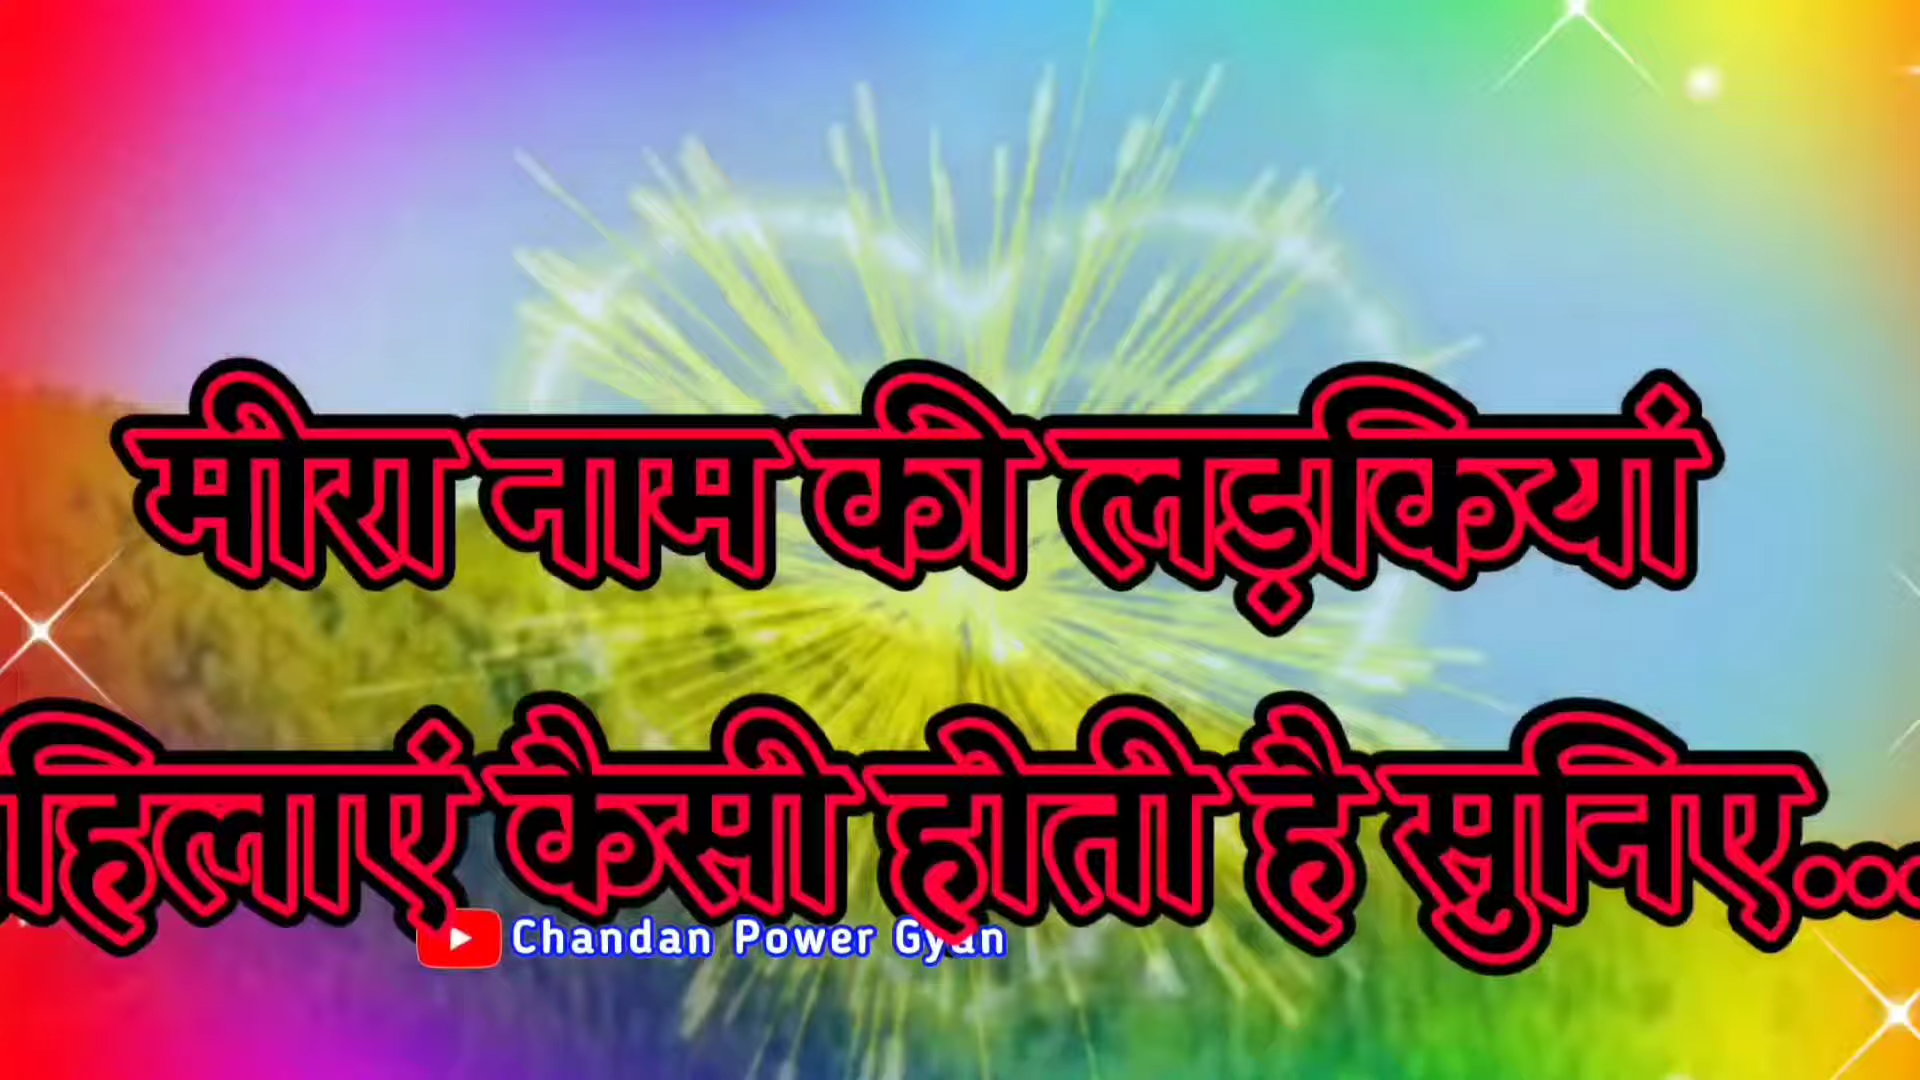 मीरा नाम की लड़कियां
हिलाएं कैसी होती है सुनिए...
Chandan Power Gyan